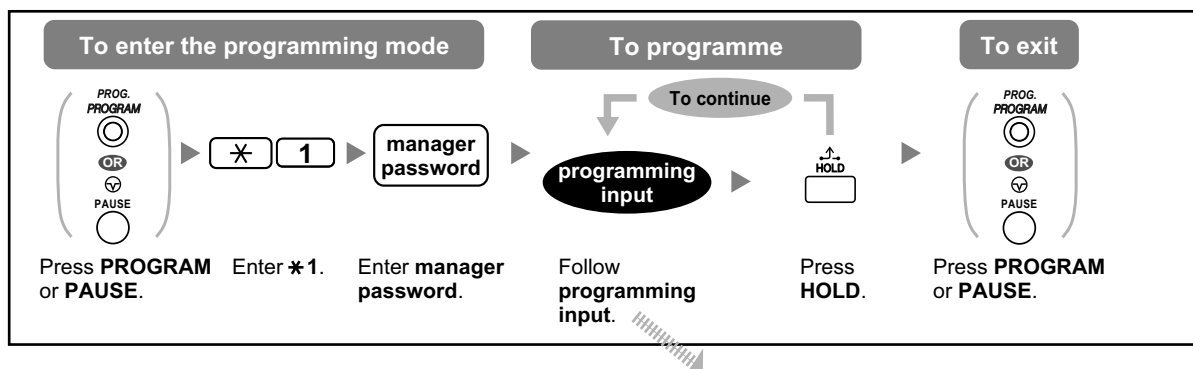 To enter the programming mode
To programme
To exit
PROG.
PROGRAM
OR
PAUSE
✳
1
manager
password
To continue
programming
input
HOLD
PROG.
PROGRAM
OR
PAUSE
Press PROGRAM
or PAUSE.
Enter ✳1.
Enter manager
password.
Follow
programming
input.
Press
HOLD.
Press PROGRAM
or PAUSE.